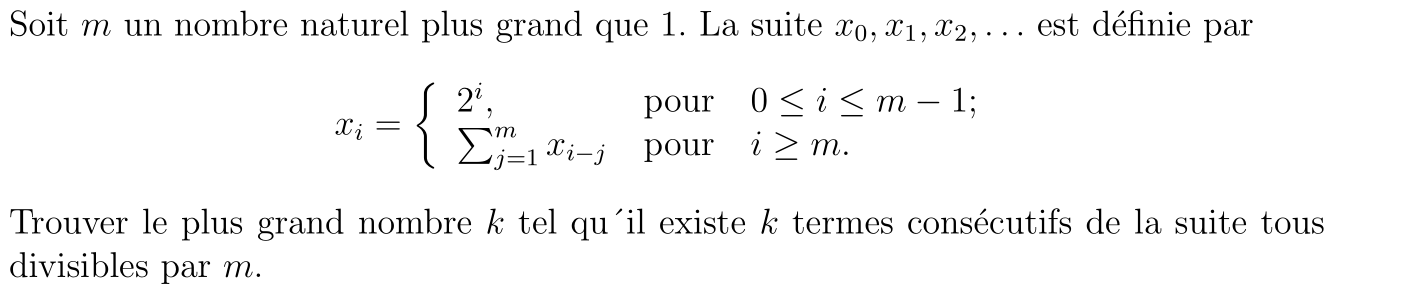 Soit m un nombre naturel plus grand que 1. La suite x_0, x_1, x_2, ... est définie par
x_i = { 2^i, pour 0 ≤ i ≤ m − 1;
∑_{j=1}^{m} x_{i−j} pour i ≥ m.
Trouver le plus grand nombre k tel qu´il existe k termes consécutifs de la suite tous
divisibles par m.